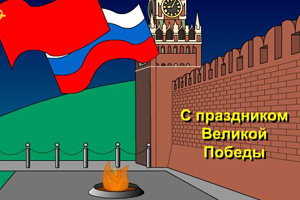 С праздником
Великой
Победы